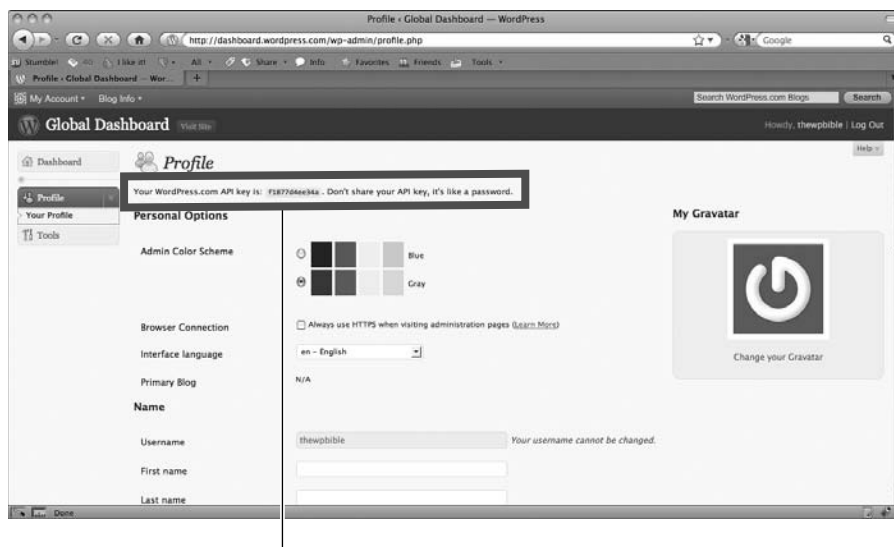 Profile ‹ Global Dashboard — WordPress
http://dashboard.wordpress.com/wp-admin/profile.php
Google
Stumble! I like it! All Share Info Favorites Friends Tools
Profile ‹ Global Dashboard — Wor...
My Account Blog Info Search WordPress.com Blogs Search
Global Dashboard Visit Site Howdy, thewpbible | Log Out
Help
Dashboard
Profile
Your WordPress.com API key is: f1877d4ee34a . Don't share your API key, it's like a password.
Profile
Your Profile
Tools
Personal Options
My Gravatar
Admin Color Scheme
Blue
Gray
Browser Connection Always use HTTPS when visiting administration pages (Learn More)
Interface language en – English
Change your Gravatar
Primary Blog N/A
Name
Username thewpbible Your username cannot be changed.
First name
Last name
Done